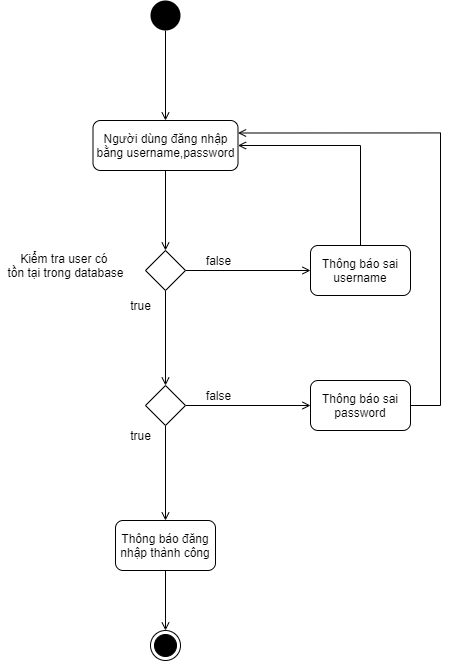 Người dùng đăng nhập
bằng username,password
Kiểm tra user có
tồn tại trong database
false
Thông báo sai
username
true
false
Thông báo sai
password
true
Thông báo đăng
nhập thành công